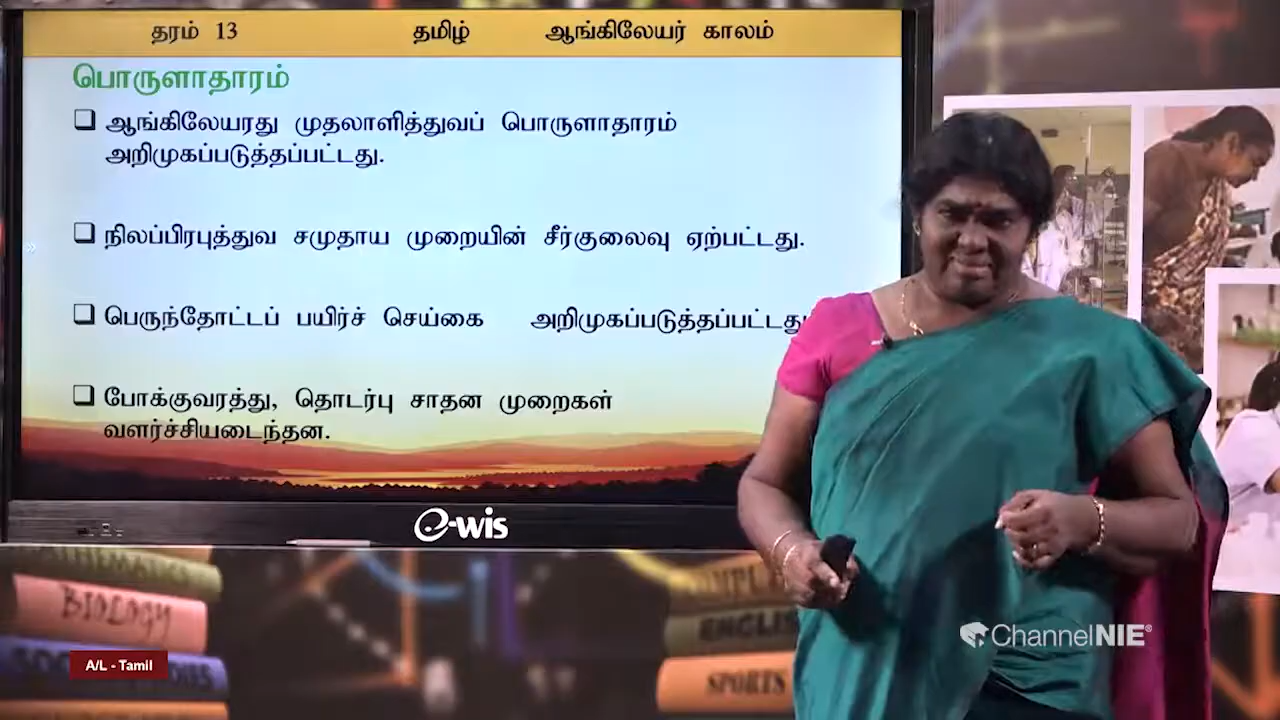 தரம் 13 தமிழ் ஆங்கிலேயர் காலம்
பொருளாதாரம்
❑ ஆங்கிலேயரது முதலாளித்துவப் பொருளாதாரம்
அறிமுகப்படுத்தப்பட்டது.
❑ நிலப்பிரபுத்துவ சமுதாய முறையின் சீர்குலைவு ஏற்பட்டது.
❑ பெருந்தோட்டப் பயிர்ச் செய்கை அறிமுகப்படுத்தப்பட்டது
❑ போக்குவரத்து, தொடர்பு சாதன முறைகள்
வளர்ச்சியடைந்தன.
e-wis
BIOLOGY
ENGLIS
SPORTS
ChannelNIE®
A/L - Tamil